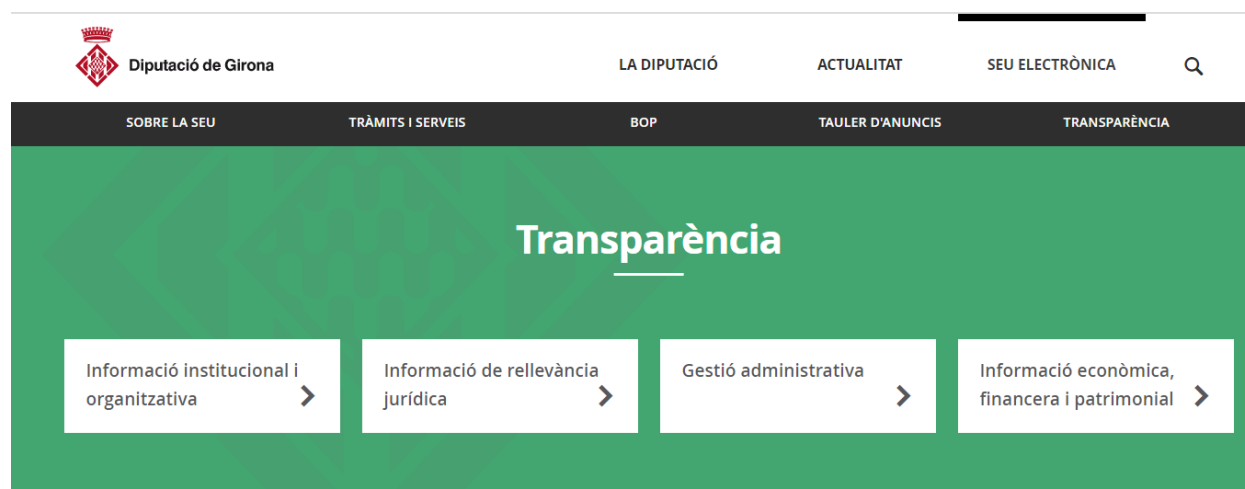 Diputació de Girona
LA DIPUTACIÓ
ACTUALITAT
SEU ELECTRÒNICA
SOBRE LA SEU
TRÀMITS I SERVEIS
BOP
TAULER D'ANUNCIS
TRANSPARÈNCIA
Transparència
Informació institucional i
organitzativa
Informació de rellevància
jurídica
Gestió administrativa
Informació econòmica,
financera i patrimonial